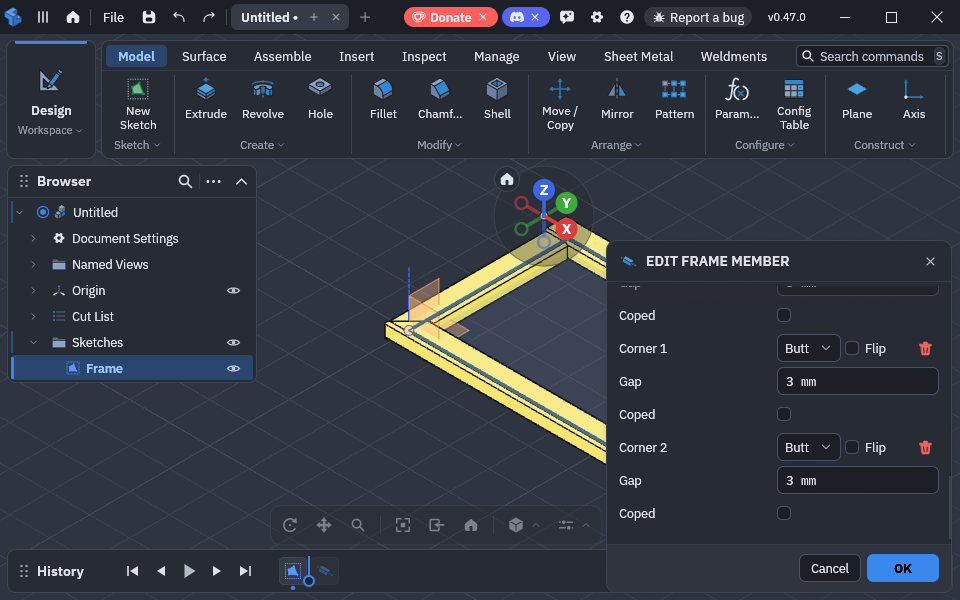 File
Untitled •
Donate
Report a bug
v0.47.0
Design
Workspace
Model
Surface
Assemble
Insert
Inspect
Manage
View
Sheet Metal
Weldments
Search commands
S
New
Sketch
Extrude
Revolve
Hole
Fillet
Chamf...
Shell
Move /
Copy
Mirror
Pattern
Param...
Config
Table
Plane
Axis
Sketch
Create
Modify
Arrange
Configure
Construct
Browser
Untitled
Document Settings
Named Views
Origin
Cut List
Sketches
Frame
Z
Y
X
EDIT FRAME MEMBER
Coped
Corner 1
Butt
Flip
Gap
3 mm
Coped
Corner 2
Butt
Flip
Gap
3 mm
Coped
Cancel
OK
History